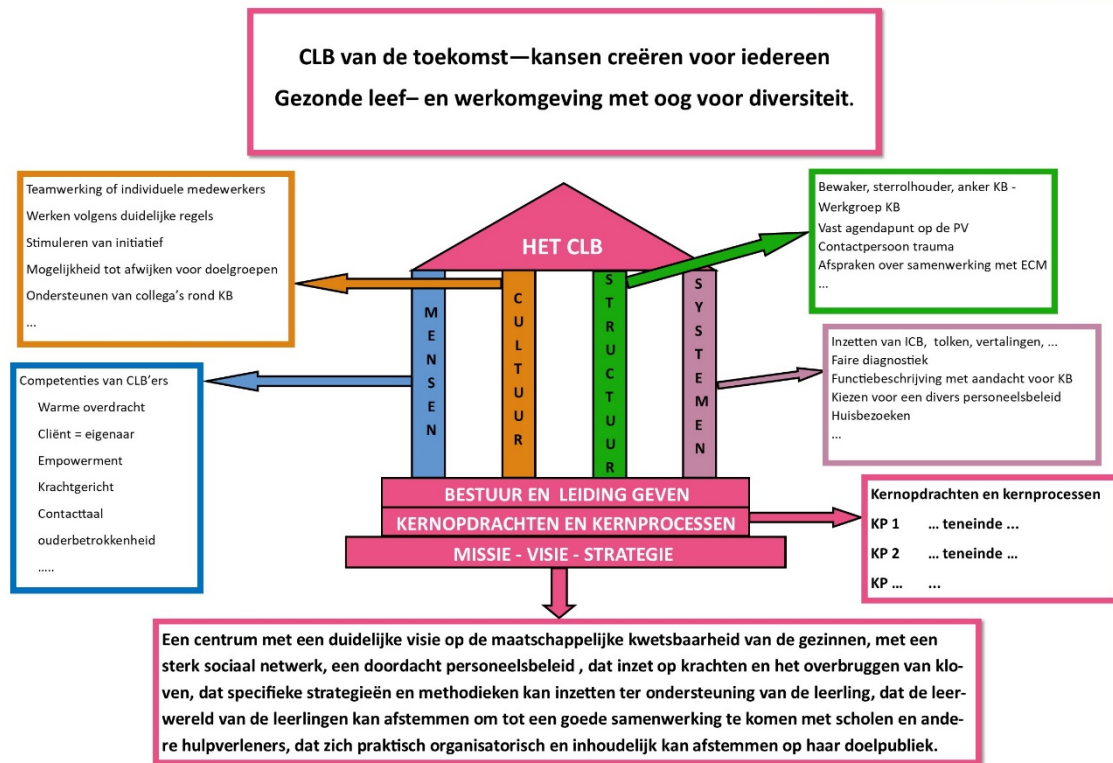 CLB van de toekomst—kansen creëren voor iedereen
Gezonde leef– en werkomgeving met oog voor diversiteit.
Teamwerking of individuele medewerkers
Werken volgens duidelijke regels
Stimuleren van initiatief
Mogelijkheid tot afwijken voor doelgroepen
Ondersteunen van collega's rond KB
...
Competenties van CLB'ers
Warme overdracht
Cliënt = eigenaar
Empowerment
Krachtgericht
Contacttaal
ouderbetrokkenheid
.....
HET CLB
MENSEN
CULTUUR
STRUCTUUR
SYSTEMEN
BESTUUR EN LEIDING GEVEN
KERNOPDRACHTEN EN KERNPROCESSEN
MISSIE - VISIE - STRATEGIE
Bewaker, sterrolhouder, anker KB -
Werkgroep KB
Vast agendapunt op de PV
Contactpersoon trauma
Afspraken over samenwerking met ECM
...
Inzetten van ICB, tolken, vertalingen, ...
Faire diagnostiek
Functiebeschrijving met aandacht voor KB
Kiezen voor een divers personeelsbeleid
Huisbezoeken
...
Kernopdrachten en kernprocessen
KP 1 ... teneinde ...
KP 2 ... teneinde ...
KP ... ...
Een centrum met een duidelijke visie op de maatschappelijke kwetsbaarheid van de gezinnen, met een
sterk sociaal netwerk, een doordacht personeelsbeleid , dat inzet op krachten en het overbruggen van klo-
ven, dat specifieke strategieën en methodieken kan inzetten ter ondersteuning van de leerling, dat de leer-
wereld van de leerlingen kan afstemmen om tot een goede samenwerking te komen met scholen en ande-
re hulpverleners, dat zich praktisch organisatorisch en inhoudelijk kan afstemmen op haar doelpubliek.